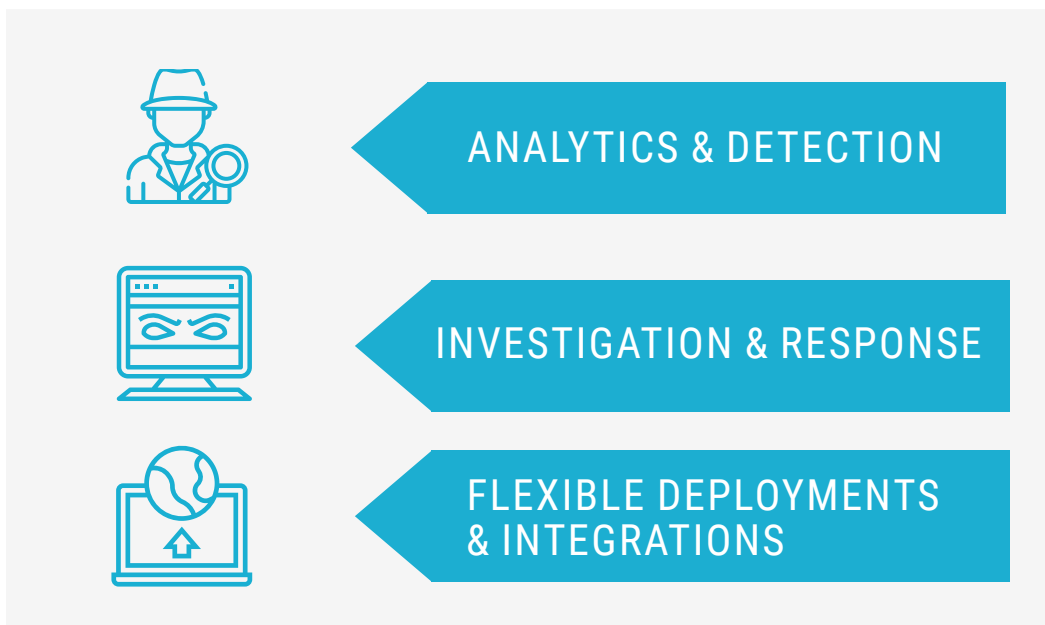 ANALYTICS & DETECTION
INVESTIGATION & RESPONSE
FLEXIBLE DEPLOYMENTS
& INTEGRATIONS